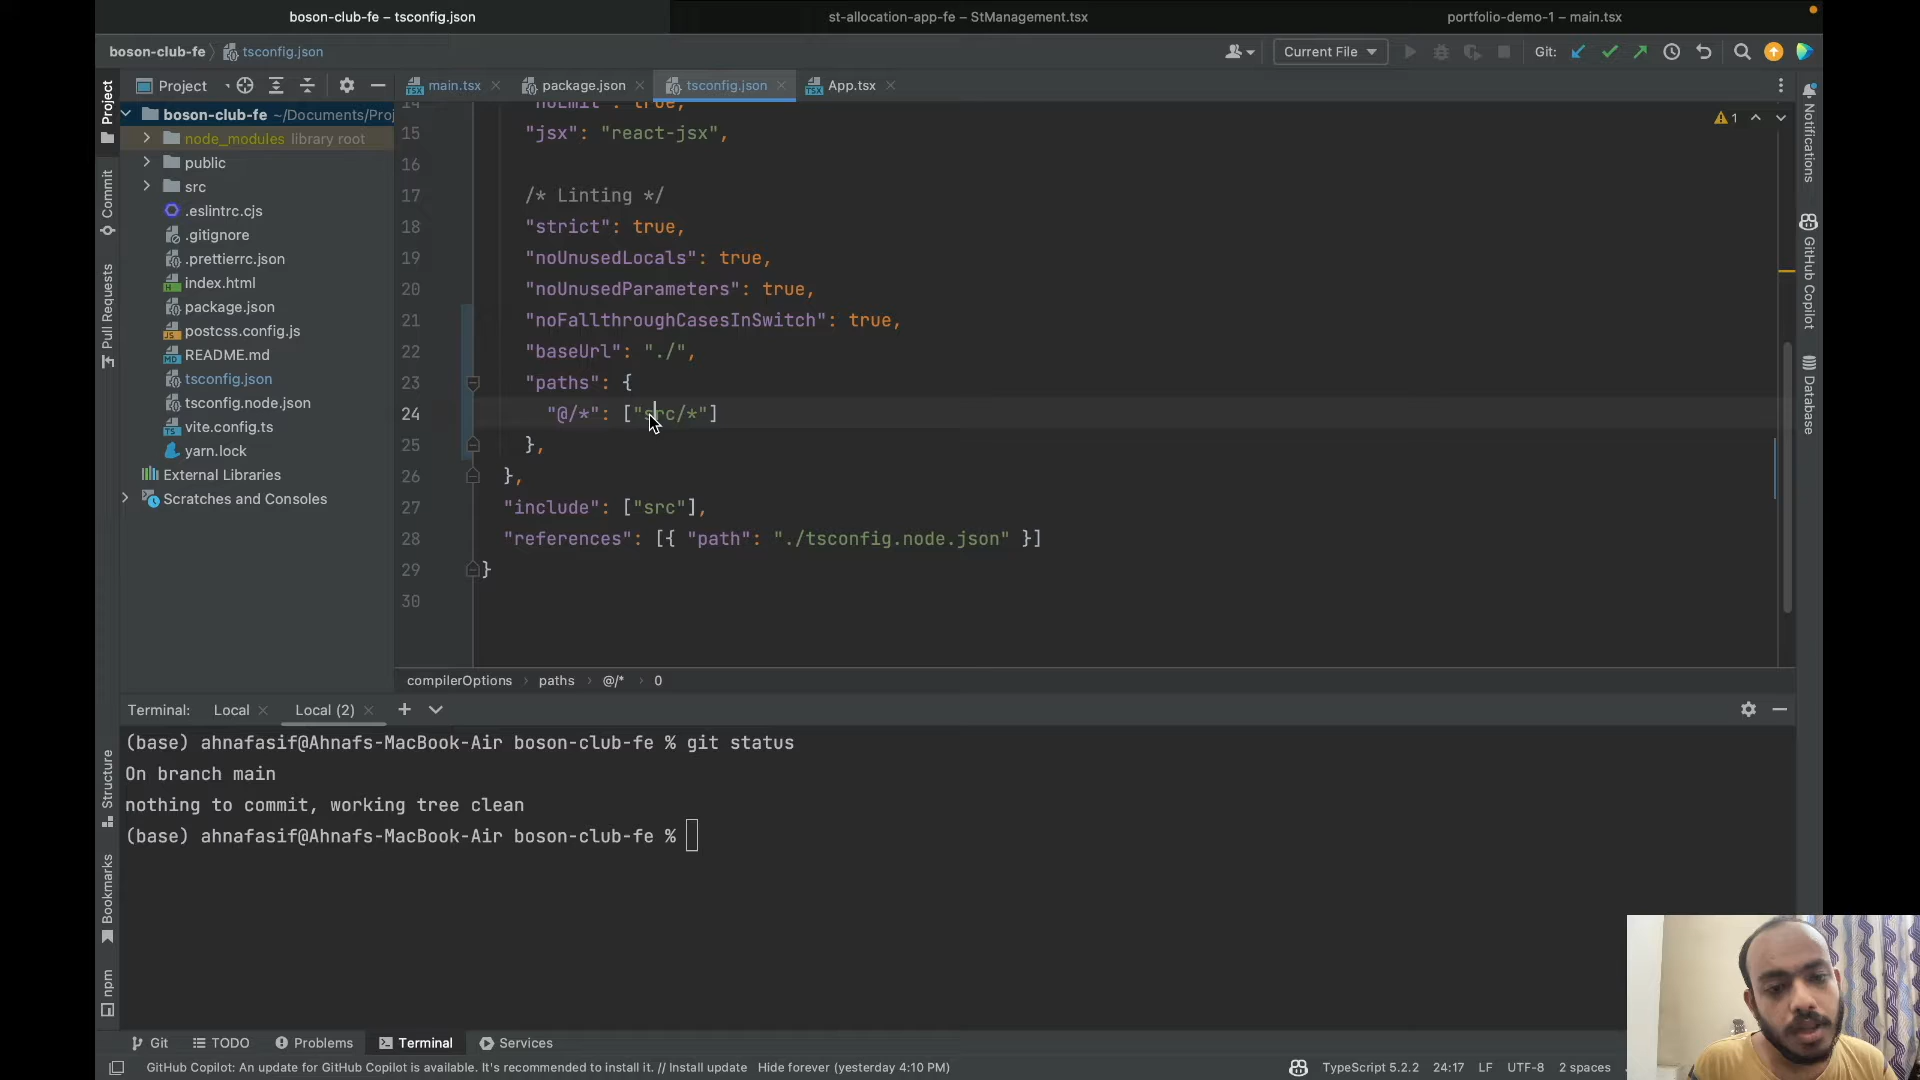 boson-club-fe – tsconfig.json
st-allocation-app-fe – StManagement.tsx
portfolio-demo-1 – main.tsx
boson-club-fe
tsconfig.json
Current File
Git:
Project
main.tsx
package.json
tsconfig.json
App.tsx
Project
Commit
Pull Requests
Structure
Bookmarks
npm
boson-club-fe ~/Documents/Proj
node_modules library root
public
src
.eslintrc.cjs
.gitignore
.prettierrc.json
index.html
package.json
postcss.config.js
README.md
tsconfig.json
tsconfig.node.json
vite.config.ts
yarn.lock
External Libraries
Scratches and Consoles
14 "noEmit": true,
15 "jsx": "react-jsx",
16
17 /* Linting */
18 "strict": true,
19 "noUnusedLocals": true,
20 "noUnusedParameters": true,
21 "noFallthroughCasesInSwitch": true,
22 "baseUrl": "./",
23 "paths": {
24 "@/*": ["src/*"]
25 },
26 },
27 "include": ["src"],
28 "references": [{ "path": "./tsconfig.node.json" }]
29 }
30
1
Notifications
GitHub Copilot
Database
compilerOptions paths @/* 0
Terminal: Local Local (2)
(base) ahnafasif@Ahnafs-MacBook-Air boson-club-fe % git status
On branch main
nothing to commit, working tree clean
(base) ahnafasif@Ahnafs-MacBook-Air boson-club-fe %
Git TODO Problems Terminal Services
GitHub Copilot: An update for GitHub Copilot is available. It's recommended to install it. // Install update Hide forever (yesterday 4:10 PM)
TypeScript 5.2.2 24:17 LF UTF-8 2 spaces